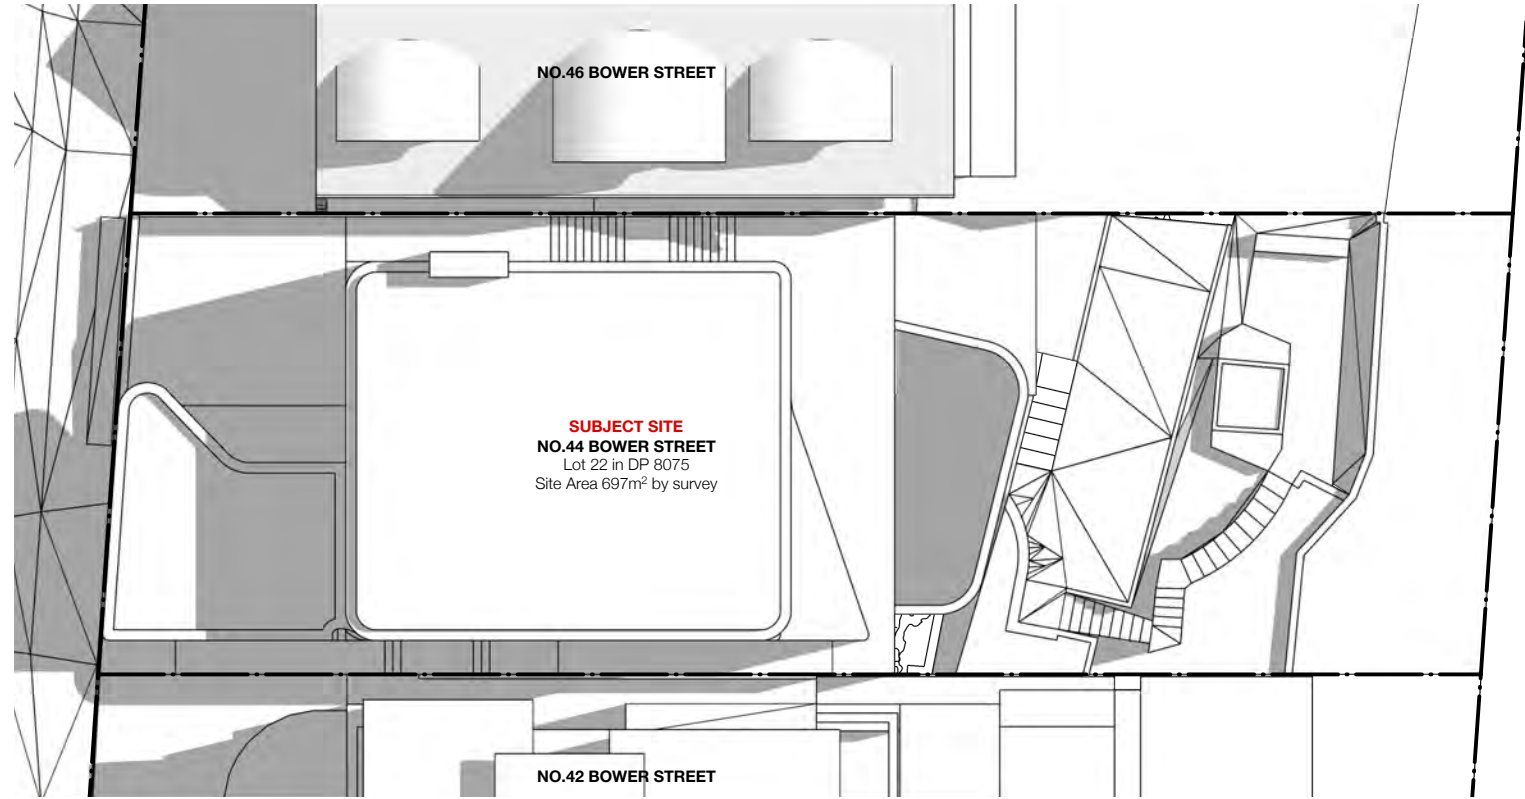 NO.46 BOWER STREET
SUBJECT SITE
NO.44 BOWER STREET
Lot 22 in DP 8075
Site Area 697m² by survey
NO.42 BOWER STREET